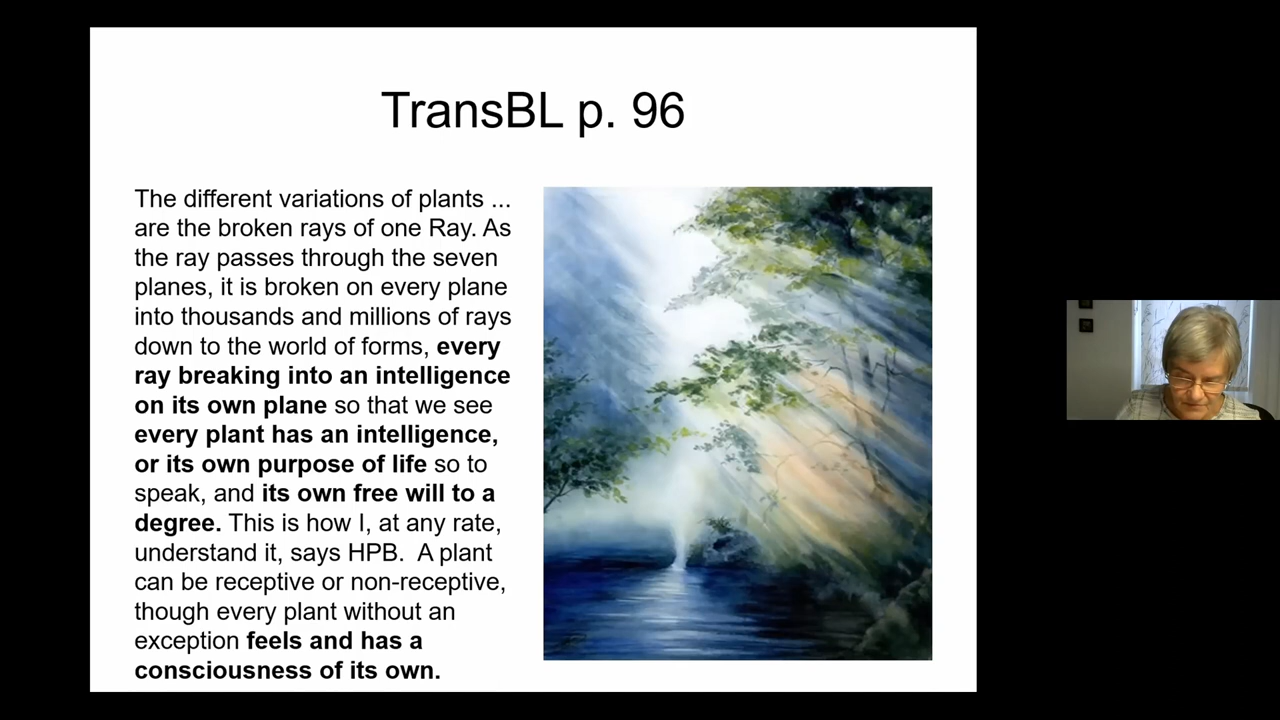 TransBL p. 96
The different variations of plants ...
are the broken rays of one Ray. As
the ray passes through the seven
planes, it is broken on every plane
into thousands and millions of rays
down to the world of forms, every
ray breaking into an intelligence
on its own plane so that we see
every plant has an intelligence,
or its own purpose of life so to
speak, and its own free will to a
degree. This is how I, at any rate,
understand it, says HPB.  A plant
can be receptive or non-receptive,
though every plant without an
exception feels and has a
consciousness of its own.